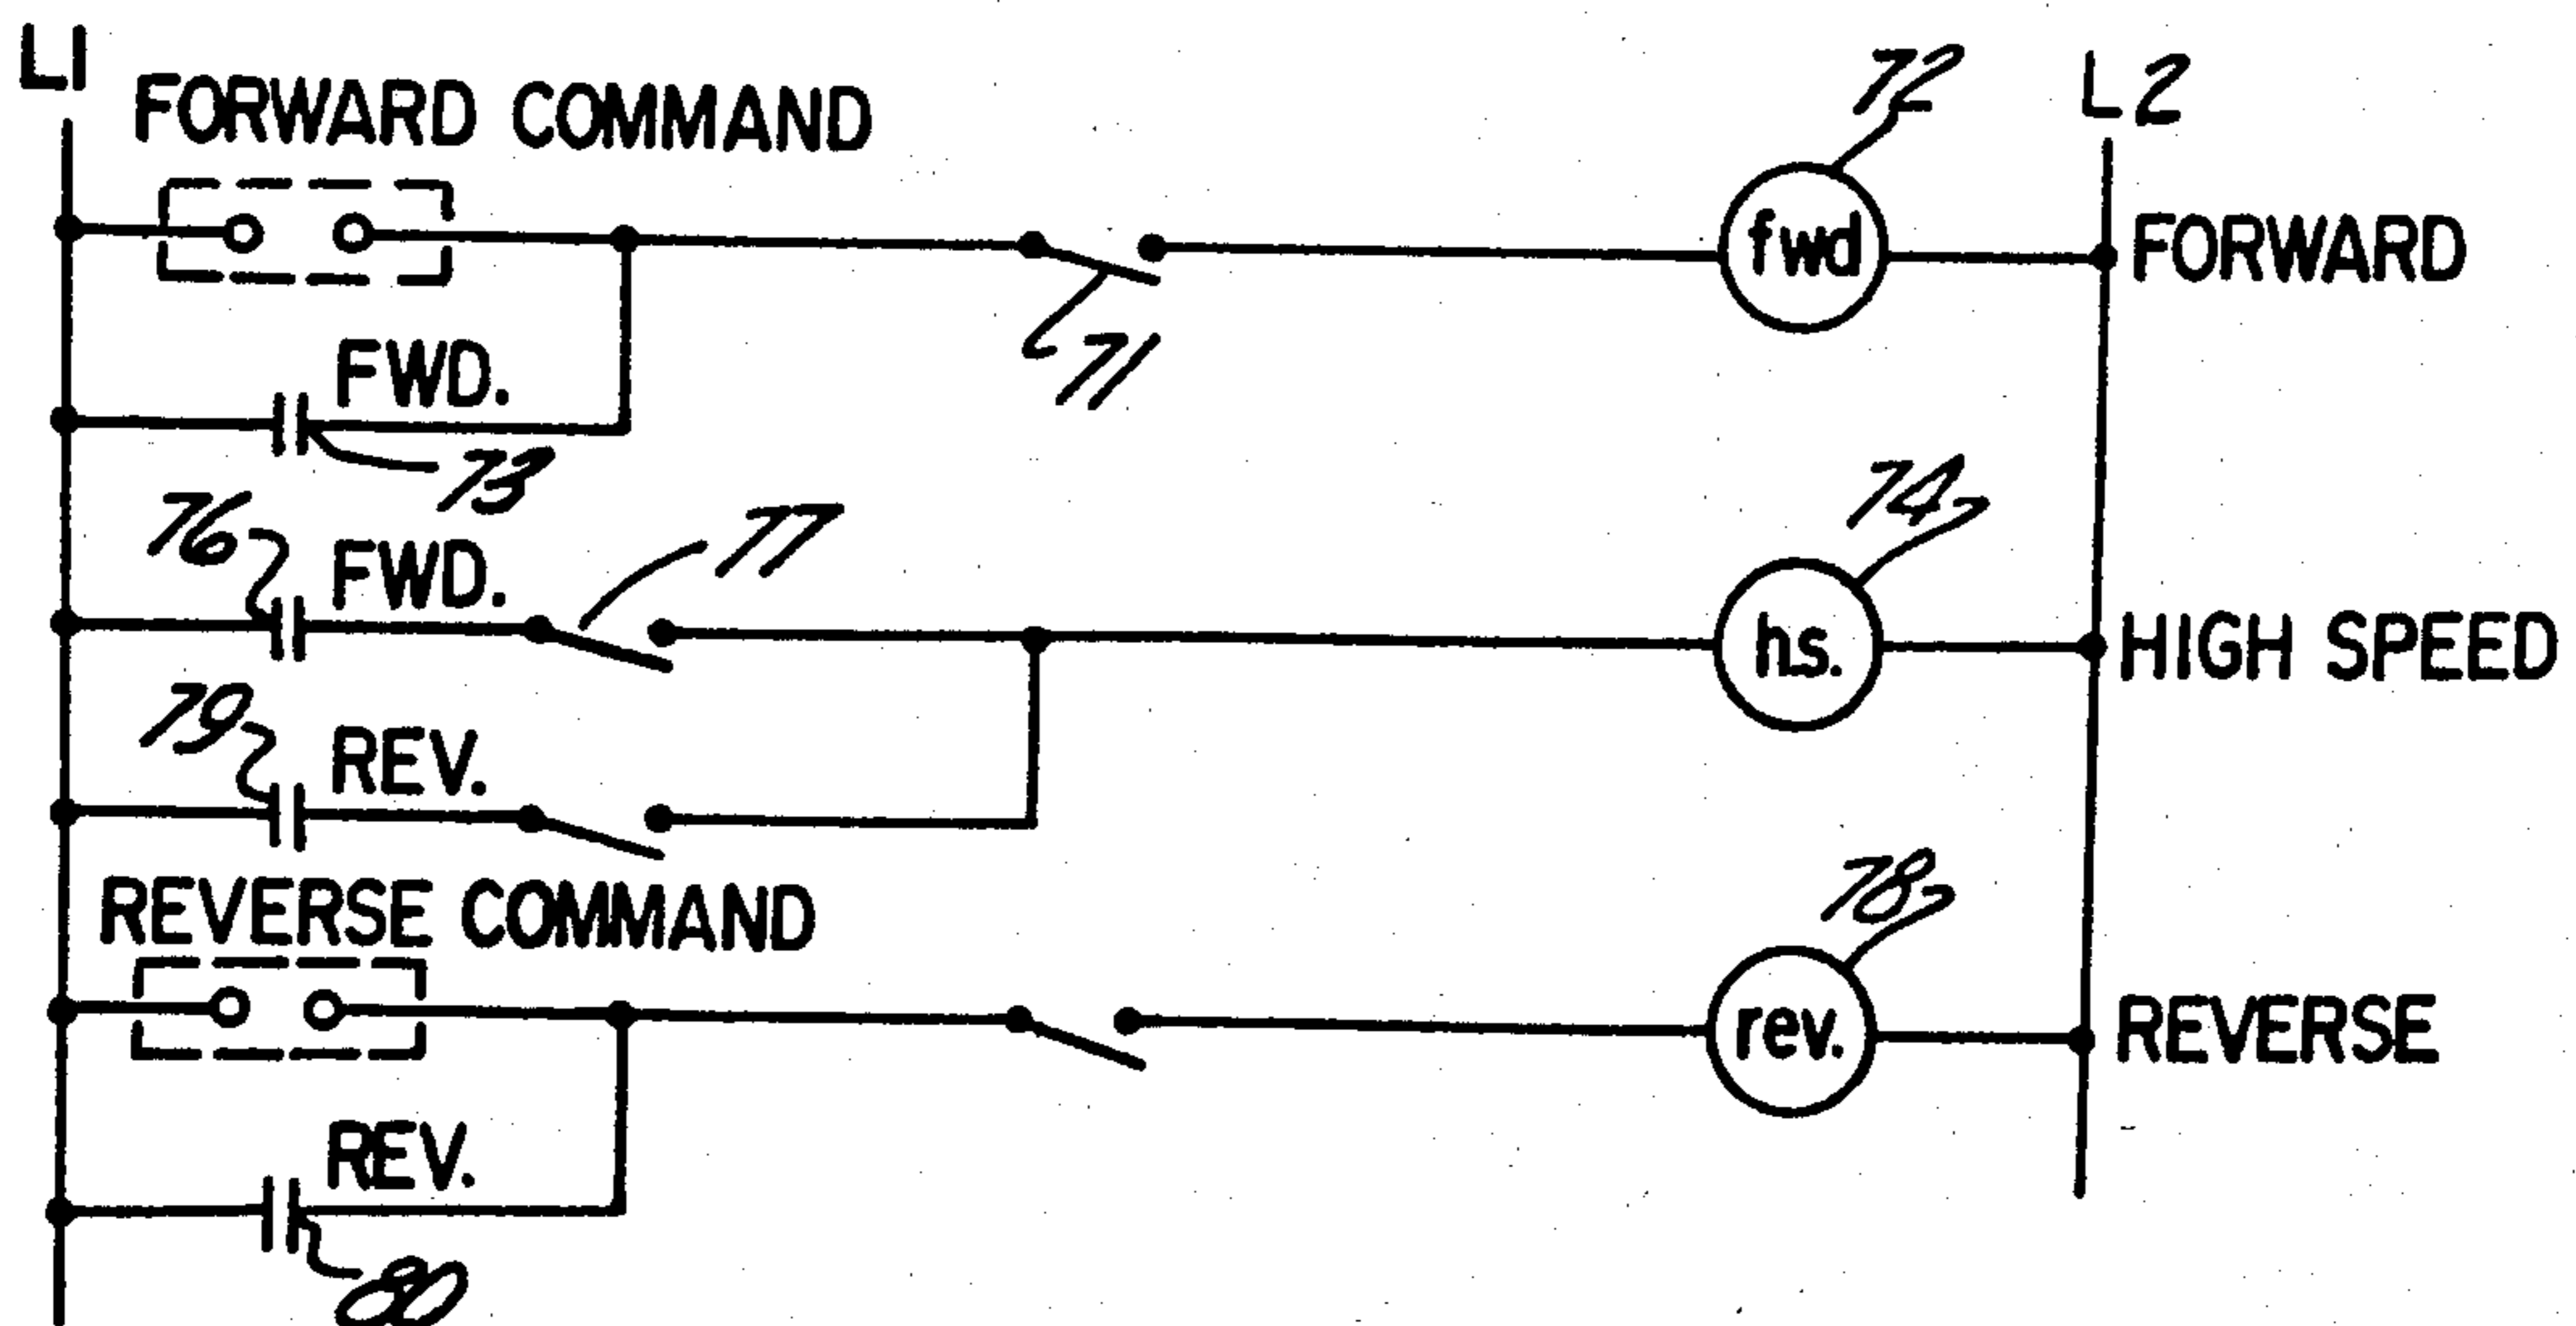 L1
L2
72
FORWARD COMMAND
fwd
FORWARD
71
FWD.
73
76
FWD.
77
74
h.s.
HIGH SPEED
79
REV.
REVERSE COMMAND
78
rev.
REVERSE
REV.
80